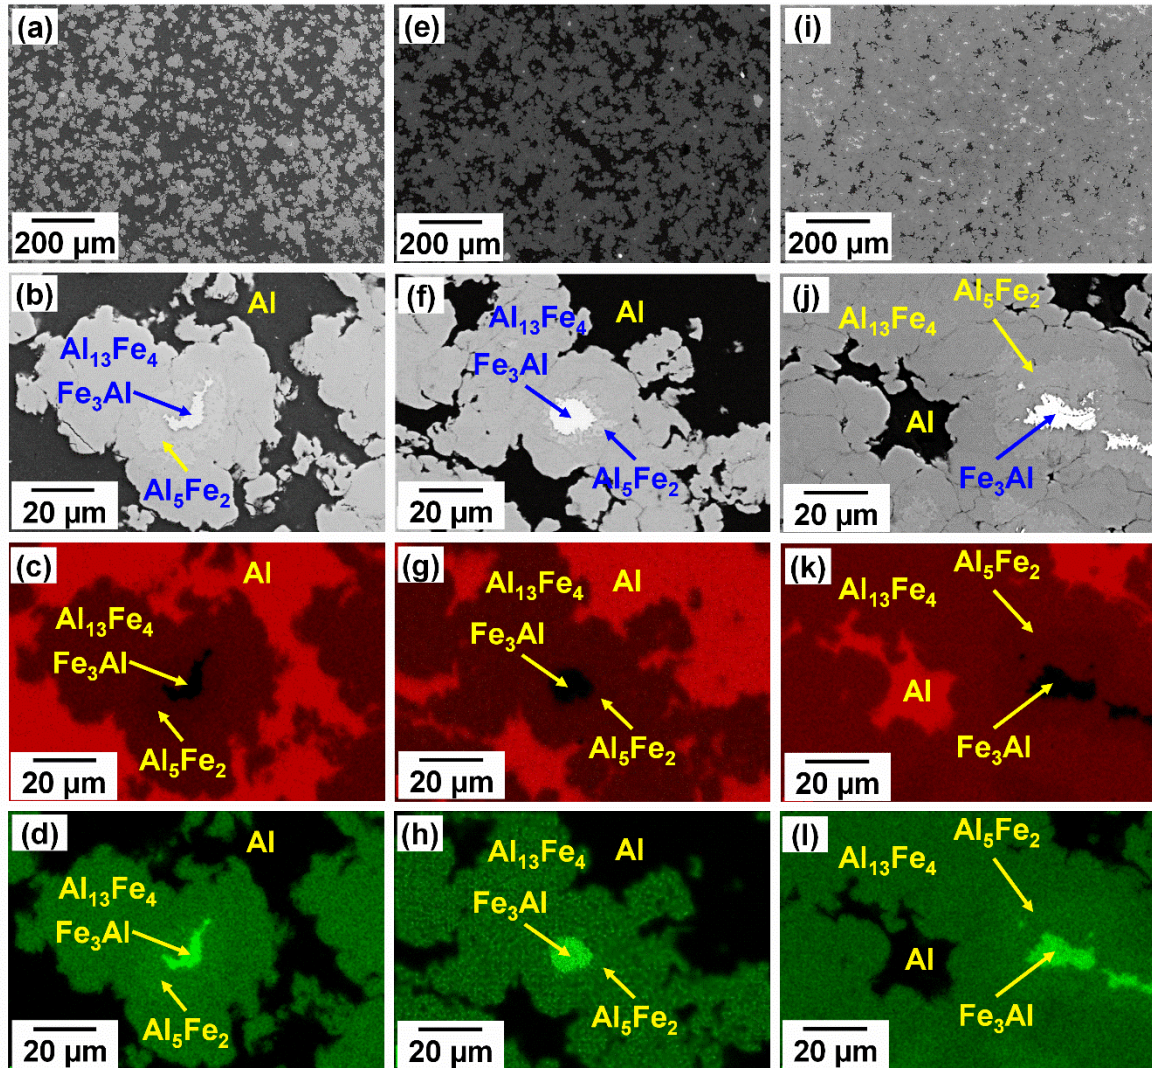 (a)
200 μm
(e)
200 μm
(i)
200 μm
(b)
Al
Al₁₃Fe₄
Fe₃Al
Al₅Fe₂
20 μm
(f)
Al₁₃Fe₄
Al
Fe₃Al
Al₅Fe₂
20 μm
(j)
Al₅Fe₂
Al₁₃Fe₄
Al
Fe₃Al
20 μm
(c)
Al
Al₁₃Fe₄
Fe₃Al
Al₅Fe₂
20 μm
(g)
Al₁₃Fe₄
Al
Fe₃Al
Al₅Fe₂
20 μm
(k)
Al₅Fe₂
Al₁₃Fe₄
Al
Fe₃Al
20 μm
(d)
Al
Al₁₃Fe₄
Fe₃Al
Al₅Fe₂
20 μm
(h)
Al₁₃Fe₄
Al
Fe₃Al
Al₅Fe₂
20 μm
(l)
Al₅Fe₂
Al₁₃Fe₄
Al
Fe₃Al
20 μm